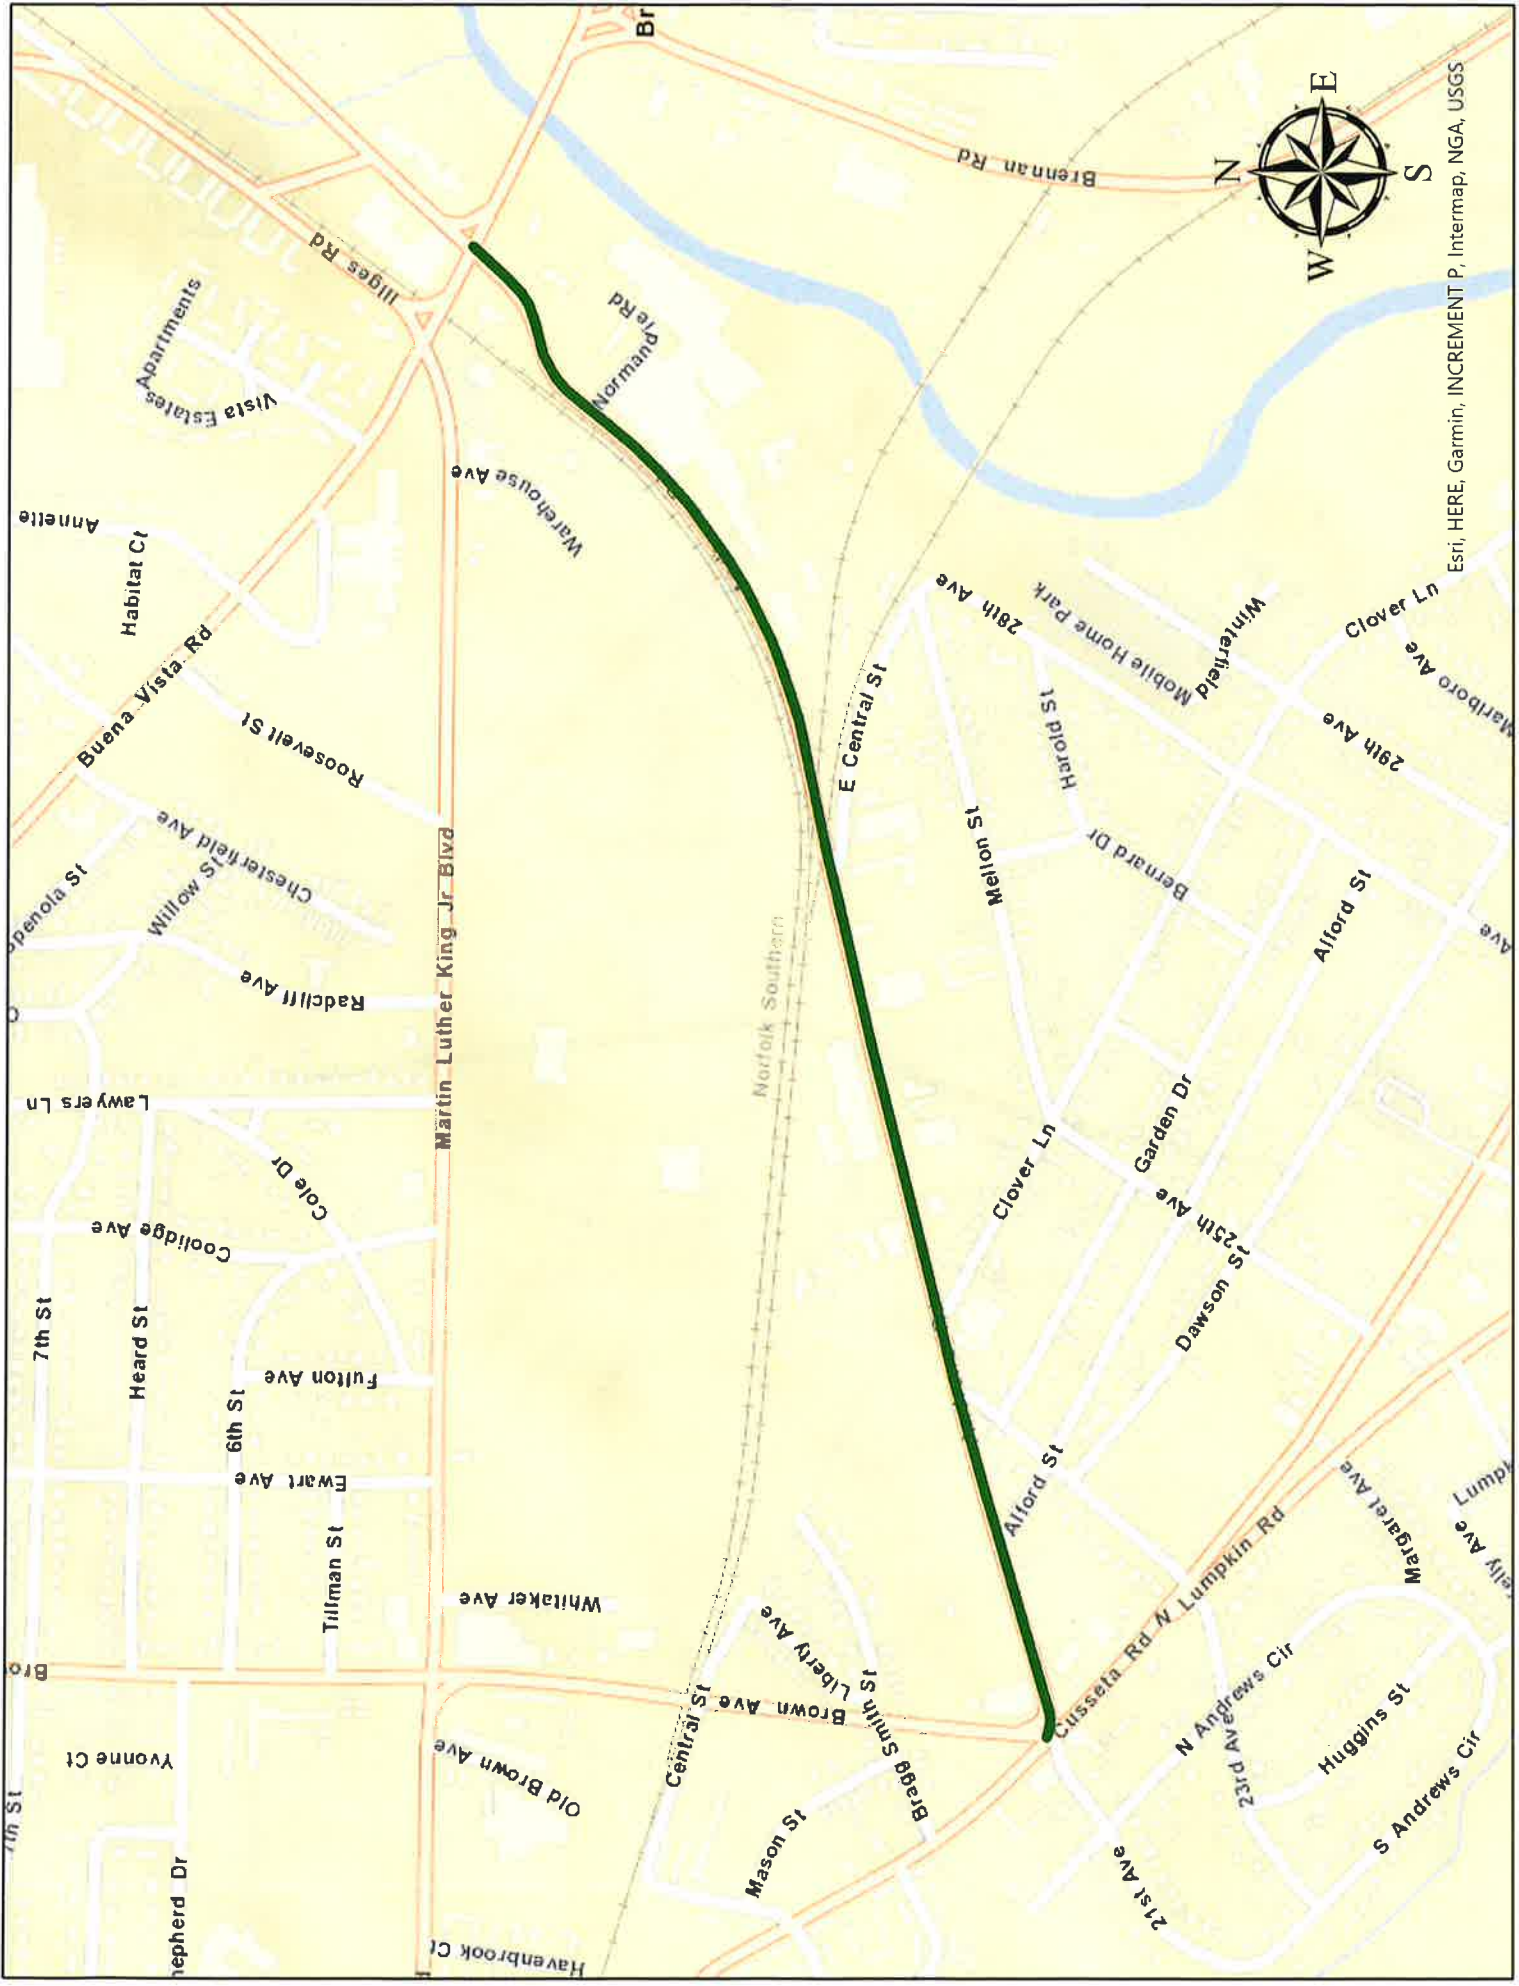 Br
Illges Rd
Brennan Rd
N
E
S
W
Esri, HERE, Garmin, INCREMENT P, Intermap, NGA, USGS
Vista Estates Apartments
Normandie Rd
Annette
Habitat Ct
Buena Vista Rd
Roosevelt St
Warehouse Ave
Chesterfield Ave
Willow St
Radcliff Ave
Martin Luther King Jr Blvd
Norfolk Southern
E Central St
28th Ave
Mobile Home Park
Winterfield
Clover Ln
Marlboro Ave
29th Ave
Harold St
Mellon St
Bernard Dr
Alford St
Ave
Lawyers Ln
Cole Dr
Coolidge Ave
7th St
Heard St
Fulton Ave
6th St
Ewart Ave
Tillman St
Whitaker Ave
Clover Ln
Garden Dr
25th Ave
Dawson St
Alford St
Bro
Yvonne Ct
7th St
Old Brown Ave
Central St
Brown Ave
Liberty Ave
Bragg Smith St
Mason St
Havenbrook Ct
Cusseta Rd
N Lumpkin Rd
Margaret Ave
N Andrews Cir
23rd Ave
Huggins St
S Andrews Cir
21st Ave